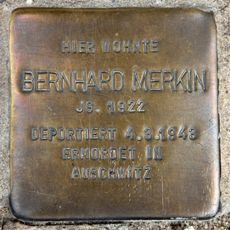 HIER WOHNTE
BERNHARD MERKIN
JG. 1922
DEPORTIERT 4.3.1943
ERMORDET IN
AUSCHWITZ